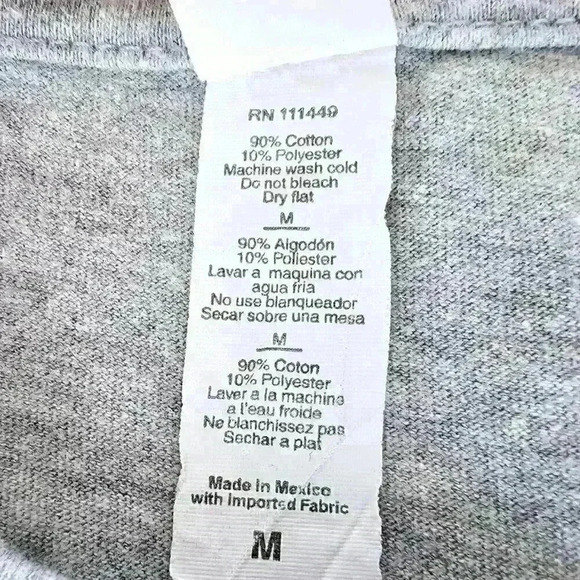 RN 111449
90% Cotton
10% Polyester
Machine wash cold
Do not bleach
Dry flat
M
90% Algodón
10% Poliester
Lavar a maquina con
agua fria
No use blanqueador
Secar sobre una mesa
M
90% Coton
10% Polyester
Laver a la machine
a l'eau froide
Ne blanchissez pas
Sechar a plat
Made in Mexico
with Imported Fabric
M